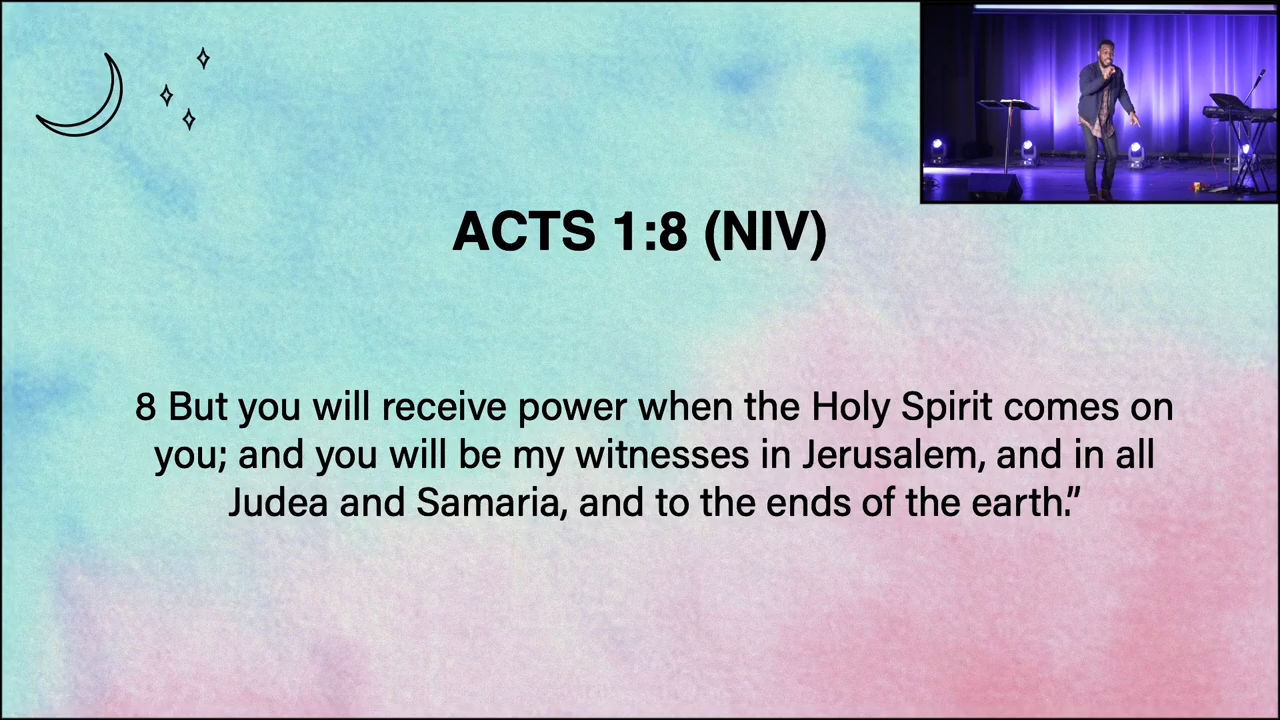 ACTS 1:8 (NIV)
8 But you will receive power when the Holy Spirit comes on
you; and you will be my witnesses in Jerusalem, and in all
Judea and Samaria, and to the ends of the earth.”